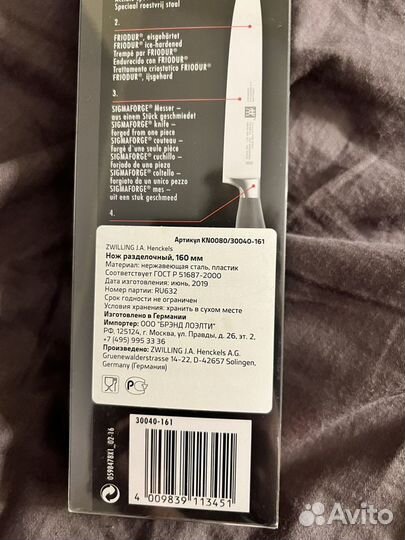 Speciaal roestvrij staal
2.
FRIODUR®, eisgehärtet
FRIODUR® ice-hardened
Trempé par FRIODUR®
Endurecido con FRIODUR®
Trattamento criostatico FRIODUR®
FRIODUR®, ijsgehard
3.
SIGMAFORGE® Messer –
aus einem Stück geschmiedet
SIGMAFORGE® knife –
forged from one piece
SIGMAFORGE® couteau –
forgé d'une seule pièce
SIGMAFORGE® cuchillo –
forjado de una pieza
SIGMAFORGE® coltello –
forgiato da un unico pezzo
SIGMAFORGE® mes –
uit een stuk gesmeed
4.
Артикул KN0080/30040-161
ZWILLING J.A. Henckels
Нож разделочный, 160 мм
Материал: нержавеющая сталь, пластик
Соответствует ГОСТ Р 51687-2000
Дата изготовления: июнь, 2019
Номер партии: RU632
Срок годности не ограничен
Условия хранения: хранить в сухом месте
Изготовлено в Германии
Импортер: ООО "БРЭНД ЛОЭЛТИ"
РФ, 125124, г. Москва, ул. Правды, д. 26, эт. 2,
+7 (495) 995 33 36
Произведено: ZWILLING J.A. Henckels A.G.
Gruenewalderstrasse 14-22, D-42657 Solingen,
Germany (Германия)
30040-161
4 009839 113451
0598478X1_02-16
Avito